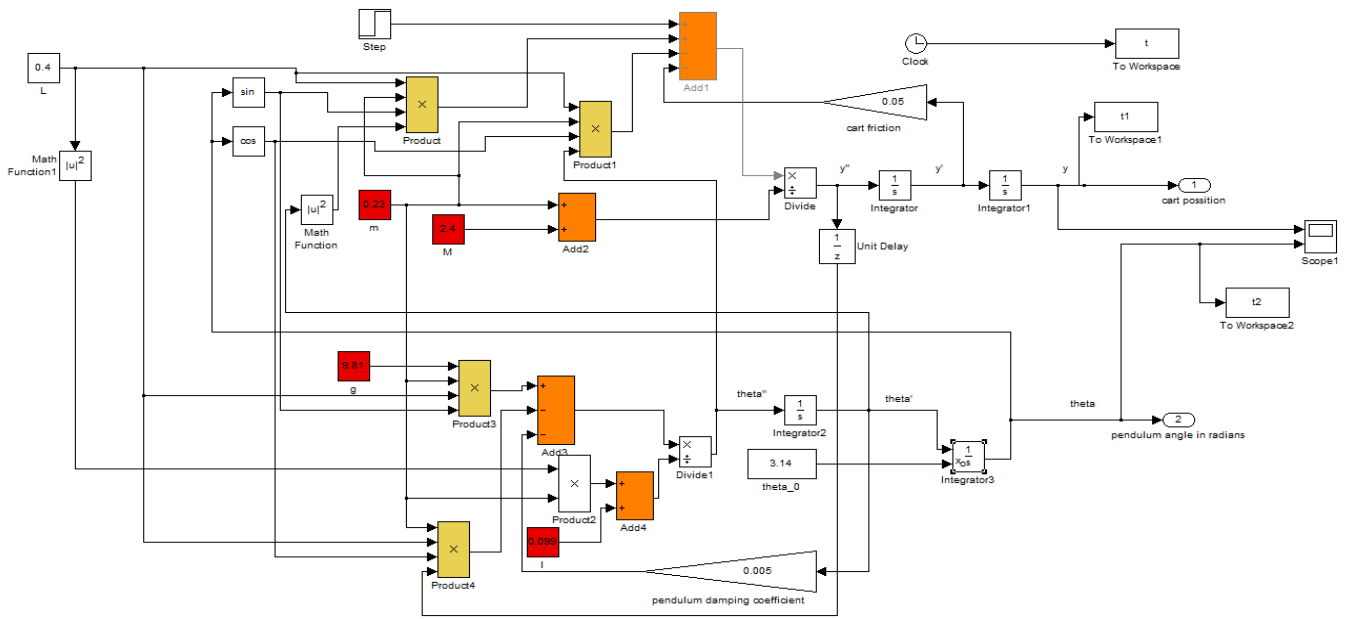 Step
Add1
Clock
t
To Workspace
0.4
L
sin
cos
×
Product
×
Product1
0.05
cart friction
t1
To Workspace1
Math
Function1
|u|²
|u|²
Math
Function
0.23
m
2.4
M
+
+
Add2
×
÷
Divide
y''
1
s
Integrator
y'
1
s
Integrator1
y
1
cart possition
1
z
Unit Delay
Scope1
t2
To Workspace2
9.81
g
×
Product3
+
−
−
Add3
×
Product2
+
+
Add4
×
÷
Divide1
theta''
1
s
Integrator2
theta'
3.14
theta_0
1
s
xo
Integrator3
theta
2
pendulum angle in radians
×
Product4
0.099
I
0.005
pendulum damping coefficient